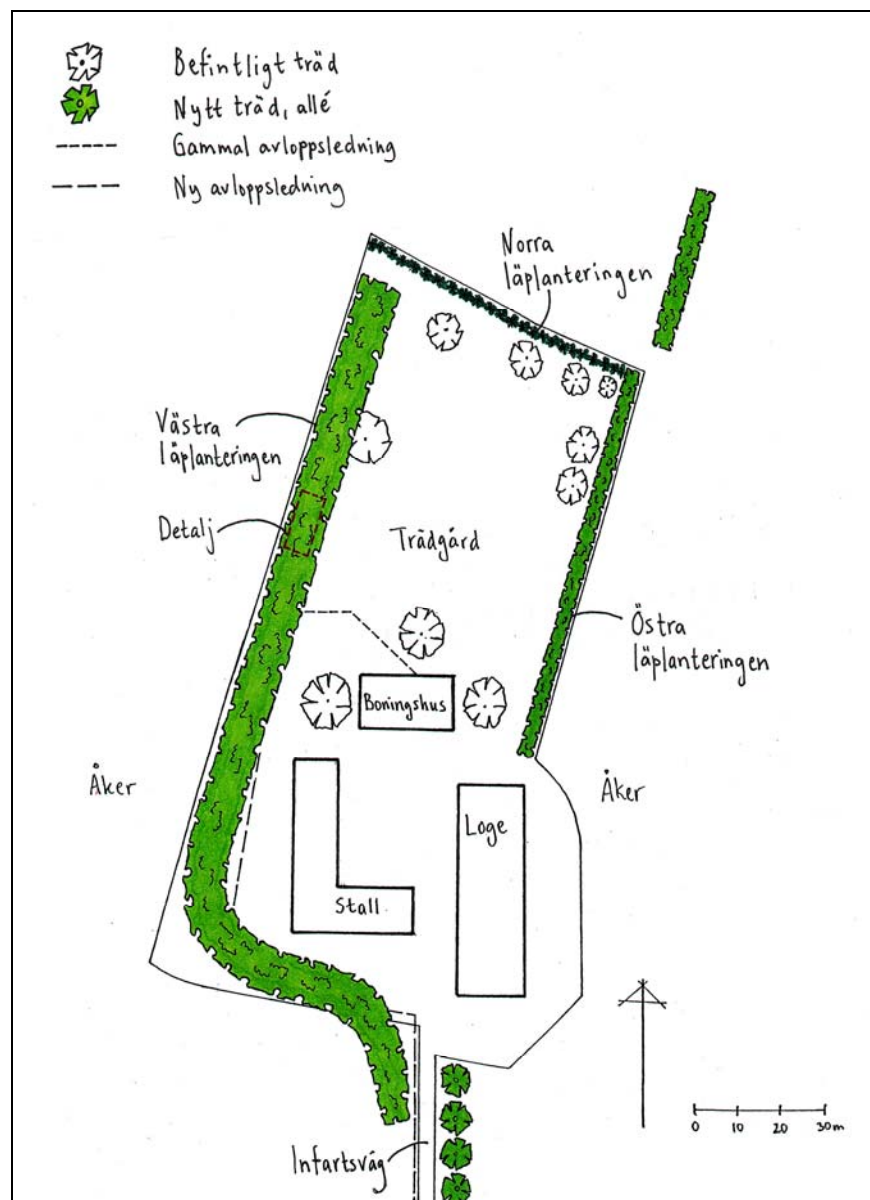 Befintligt träd
Nytt träd, allé
Gammal avloppsledning
Ny avloppsledning
Norra
läplanteringen
Västra
läplanteringen
Detalj
Trädgård
Östra
läplanteringen
Boningshus
Åker
Åker
Loge
Stall
Infartsväg
0 10 20 30m